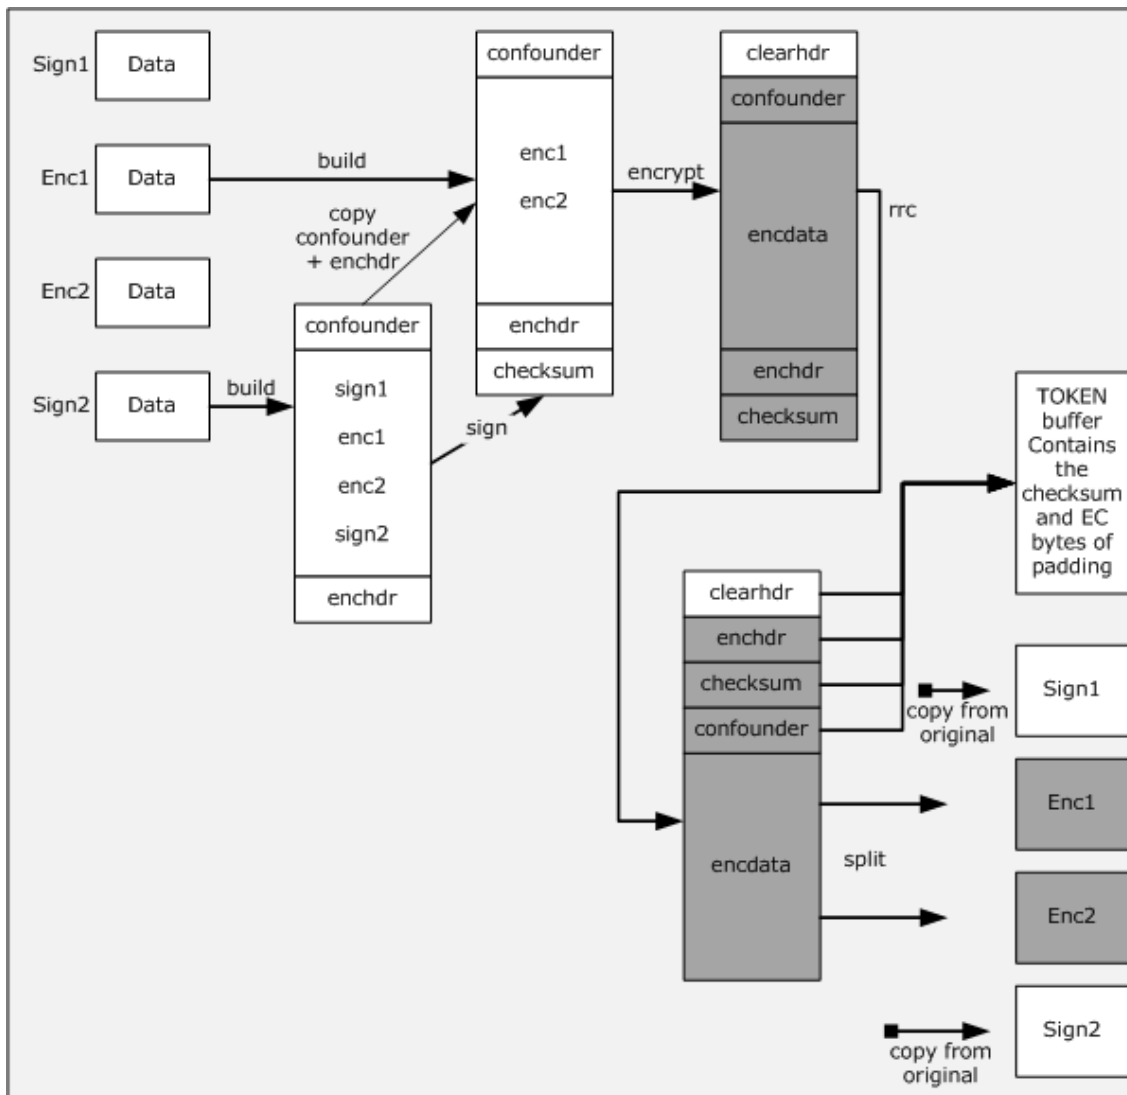 Sign1
Data
Enc1
Data
Enc2
Data
Sign2
Data
build
copy
confounder
+ enchdr
build
confounder
sign1
enc1
enc2
sign2
enchdr
sign
confounder
enc1
enc2
enchdr
checksum
encrypt
clearhdr
confounder
encdata
enchdr
checksum
rrc
clearhdr
enchdr
checksum
confounder
encdata
split
TOKEN
buffer
Contains
the
checksum
and EC
bytes of
padding
copy from
original
Sign1
Enc1
Enc2
copy from
original
Sign2